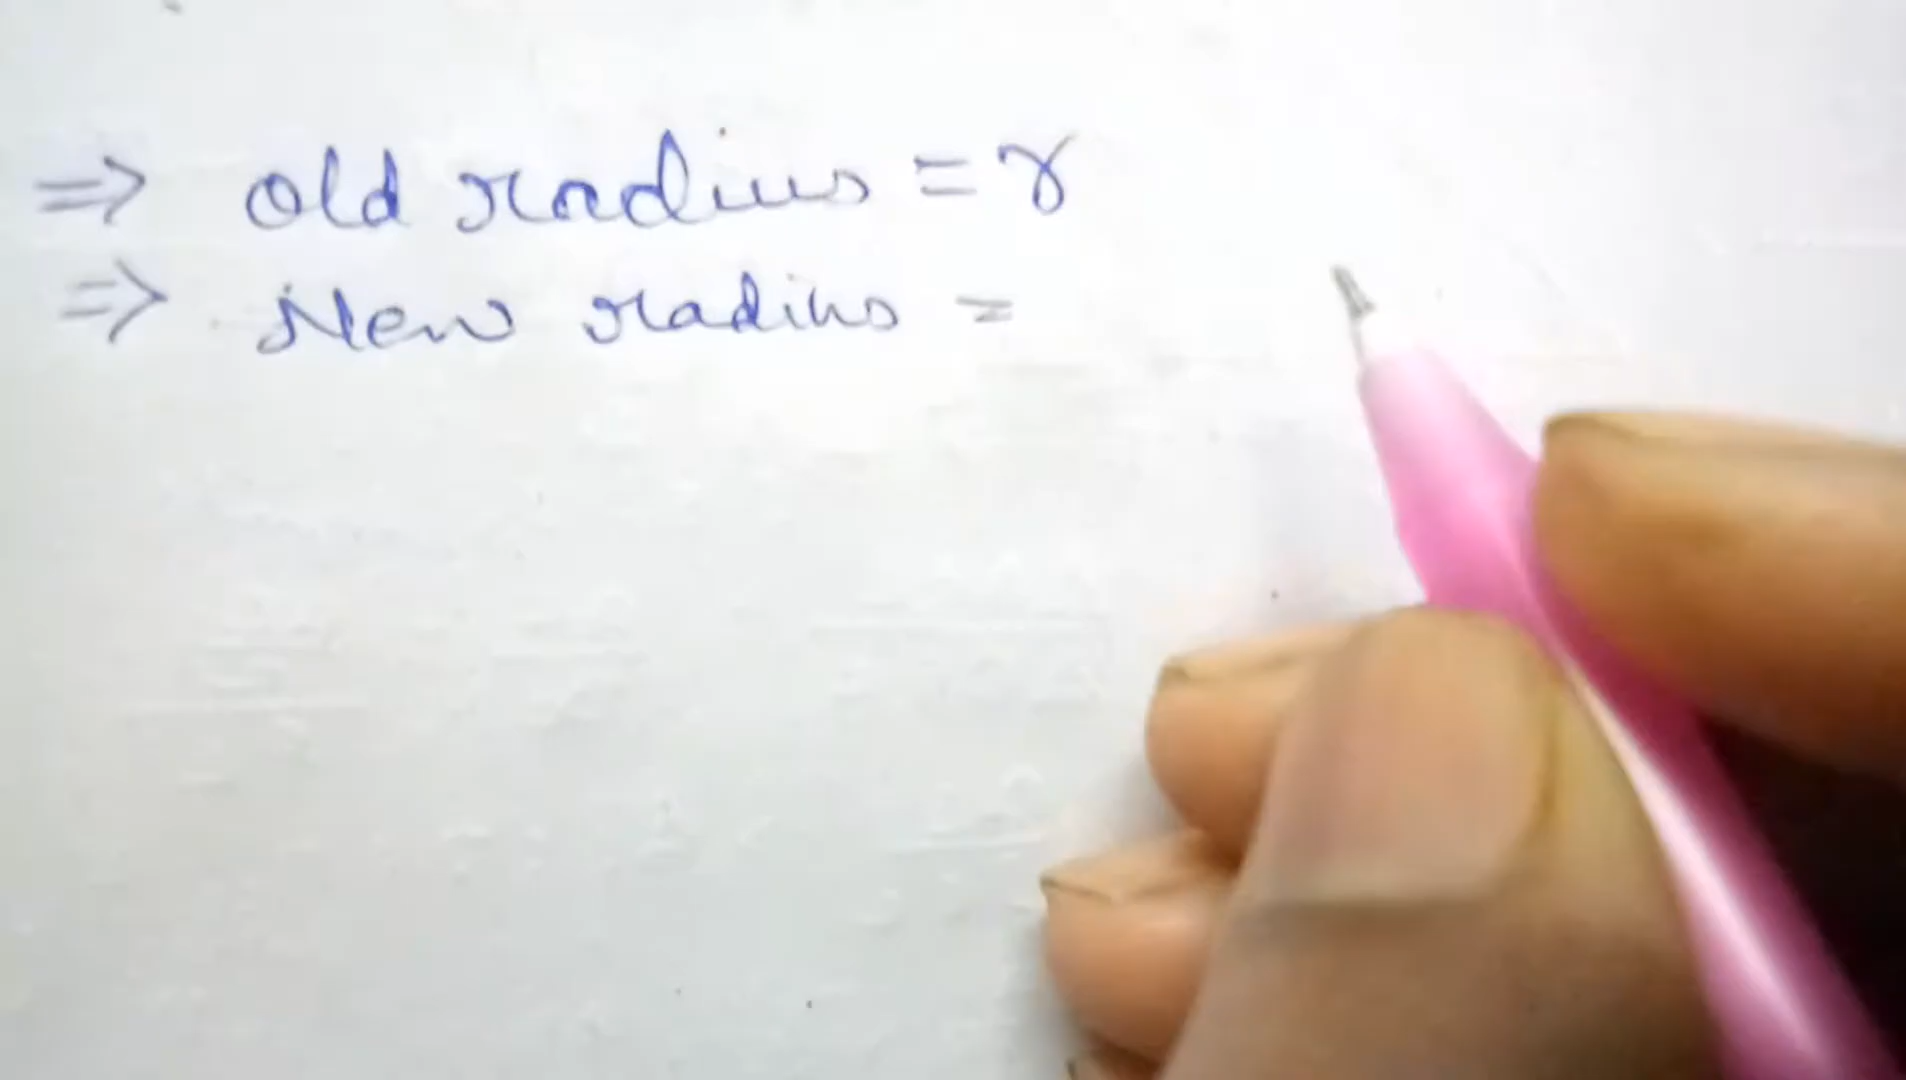 ⇒ old radius = r
⇒ New radius =